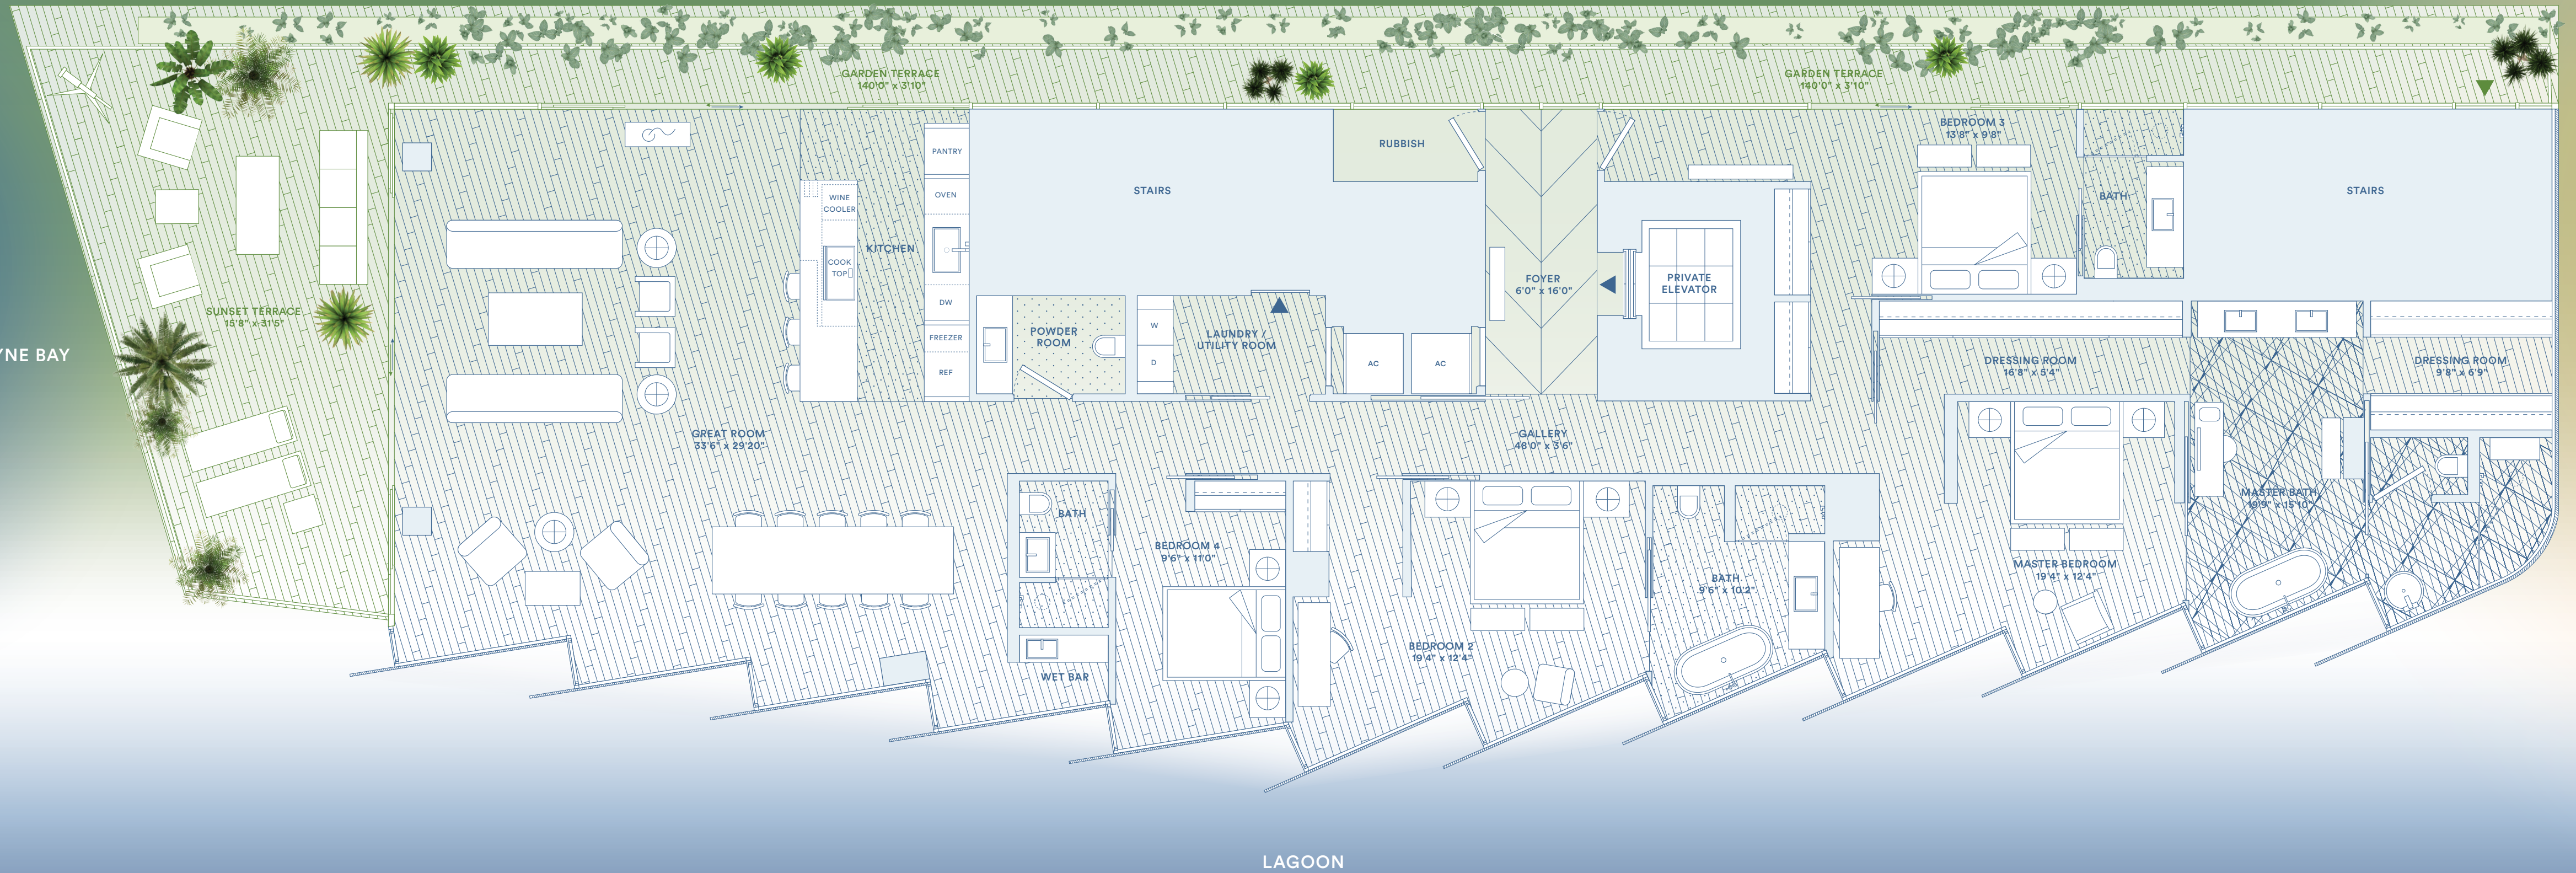 GARDEN TERRACE
140'0" x 3'10"
GARDEN TERRACE
140'0" x 3'10"
BEDROOM 3
13'8" x 9'8"
RUBBISH
PANTRY
OVEN
WINE
COOLER
STAIRS
STAIRS
BATH
KITCHEN
COOK
TOP
PRIVATE
ELEVATOR
FOYER
6'0" x 16'0"
DW
SUNSET TERRACE
15'8" x 31'5"
FREEZER
POWDER
ROOM
W
LAUNDRY /
UTILITY ROOM
YNE BAY
D
AC
AC
REF
DRESSING ROOM
16'8" x 5'4"
DRESSING ROOM
9'8" x 6'9"
GREAT ROOM
33'6" x 29'20"
GALLERY
48'0" x 3'6"
MASTER BATH
19'9" x 15'10"
BATH
BEDROOM 4
9'6" x 11'0"
MASTER BEDROOM
19'4" x 12'4"
BATH
9'6" x 10'2"
BEDROOM 2
19'4" x 12'4"
WET BAR
LAGOON